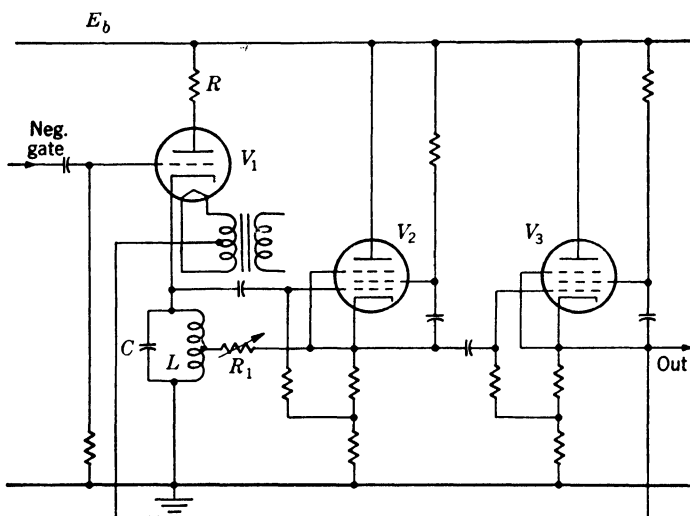 E_b
R
Neg.
gate
V_1
V_2
V_3
C
L
R_1
Out